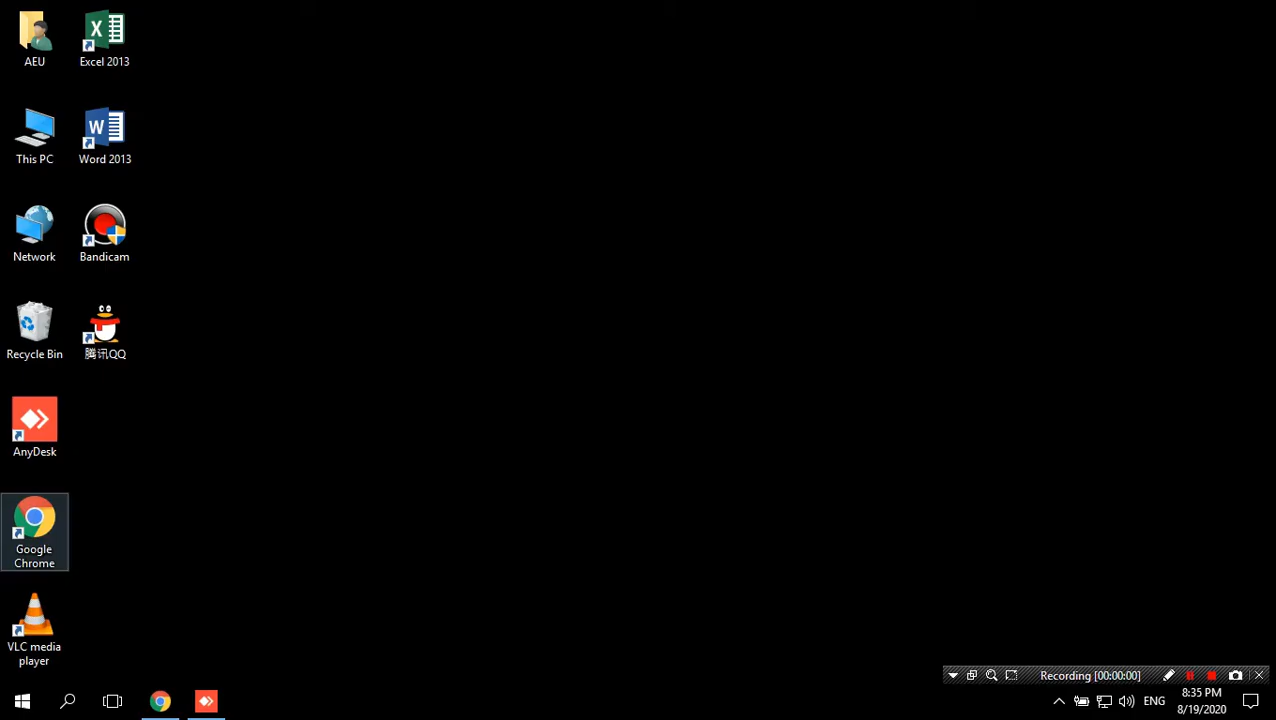 AEU
Excel 2013
This PC
Word 2013
Network
Bandicam
Recycle Bin
腾讯QQ
AnyDesk
Google
Chrome
VLC media
player
Recording [00:00:00]
ENG
8:35 PM
8/19/2020